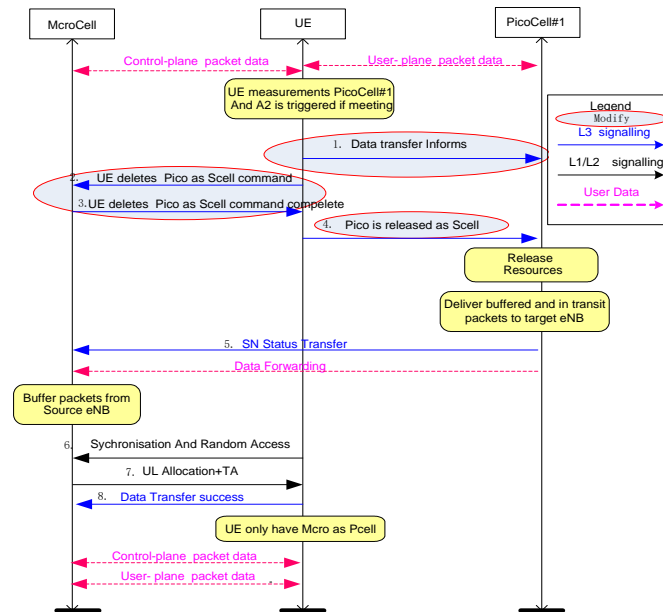 McroCell
UE
PicoCell#1
Control-plane packet data
User- plane packet data
UE measurements PicoCell#1
And A2 is triggered if meeting
Legend
Modify
L3 signalling
L1/L2 signalling
User Data
1. Data transfer Informs
2. UE deletes Pico as Scell command
3. UE deletes Pico as Scell command compelete
4. Pico is released as Scell
Release
Resources
Deliver buffered and in transit
packets to target eNB
5. SN Status Transfer
Data Forwarding
Buffer packets from
Source eNB
6. Sychronisation And Random Access
7. UL Allocation+TA
8. Data Transfer success
UE only have Mcro as Pcell
Control-plane packet data
User- plane packet data